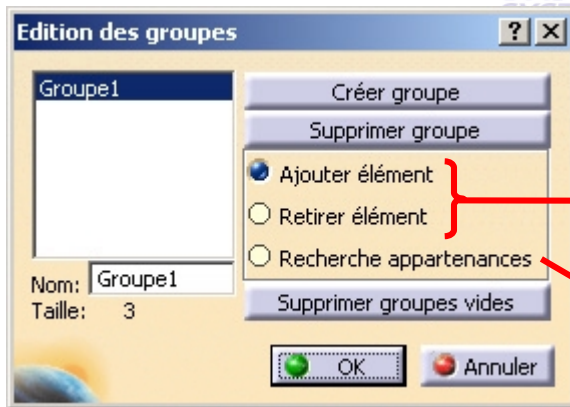 Edition des groupes
Groupe1
Créer groupe
Supprimer groupe
Ajouter élément
Retirer élément
Recherche appartenances
Nom: Groupe1
Taille: 3
Supprimer groupes vides
OK
Annuler